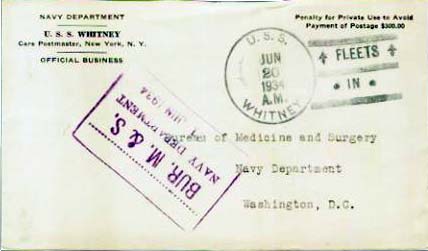 NAVY DEPARTMENT
U. S. S. WHITNEY
Care Postmaster, New York, N. Y.
OFFICIAL BUSINESS
Penalty for Private Use to Avoid
Payment of Postage $300.00
U. S. S.
JUN
20
1934
A.M.
WHITNEY
FLEETS
IN
BUR. M. & S.
NAVY DEPARTMENT
JUN 1934
Bureau of Medicine and Surgery
Navy Department
Washington, D.C.